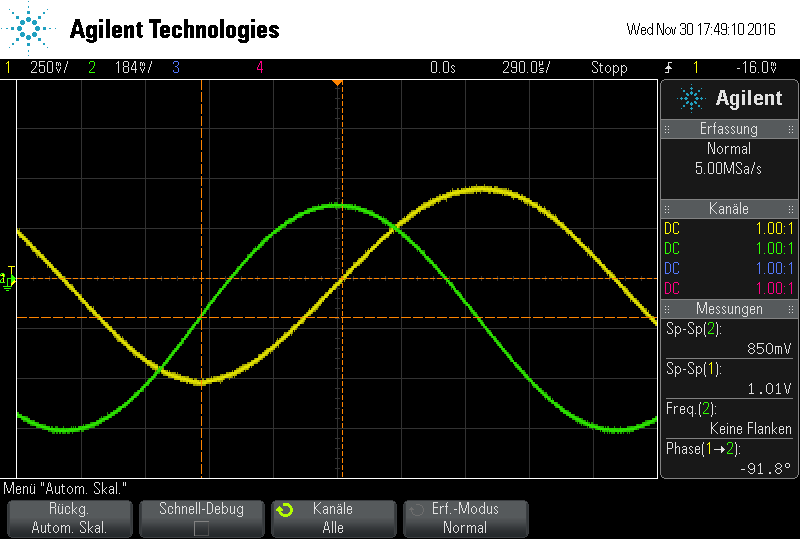 Agilent Technologies
Wed Nov 30 17:49:10 2016
1 250mV/ 2 184mV/ 3 4 0.0s 290.0µs/ Stopp 1 -16.0mV
Agilent
Erfassung
Normal
5.00MSa/s
Kanäle
DC 1.00:1
DC 1.00:1
DC 1.00:1
DC 1.00:1
Messungen
Sp-Sp(2):
850mV
Sp-Sp(1):
1.01V
Freq.(2):
Keine Flanken
Phase(1→2):
-91.8°
T
Menü "Autom. Skal."
Rückg. Schnell-Debug Kanäle Erf.-Modus
Autom. Skal. Alle Normal